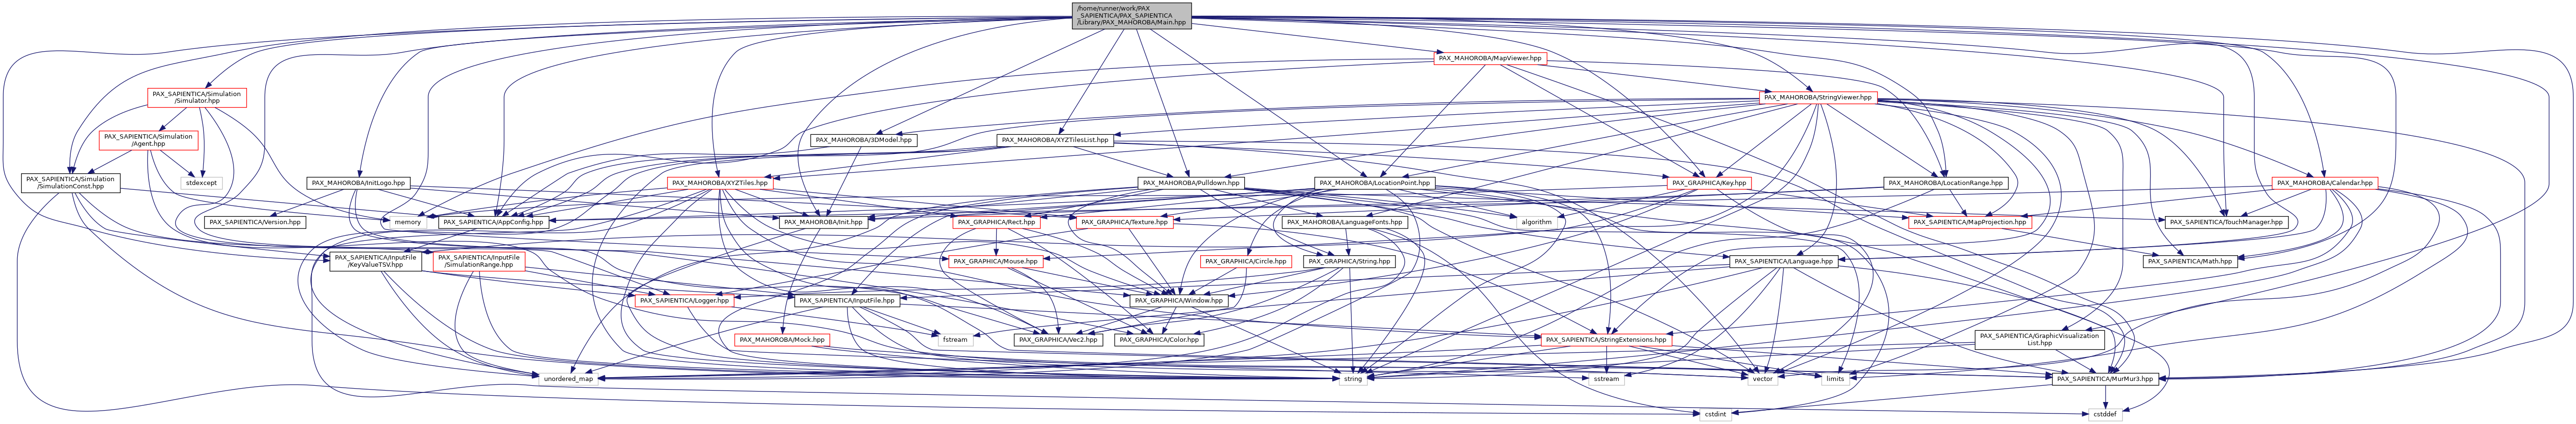 /home/runner/work/PAX
_SAPIENTICA/PAX_SAPIENTICA
/Library/PAX_MAHOROBA/Main.hpp
PAX_MAHOROBA/MapViewer.hpp
PAX_SAPIENTICA/Simulation
/Simulator.hpp
PAX_MAHOROBA/StringViewer.hpp
PAX_SAPIENTICA/Simulation
/Agent.hpp
PAX_MAHOROBA/3DModel.hpp
PAX_MAHOROBA/XYZTilesList.hpp
PAX_SAPIENTICA/Simulation
/SimulationConst.hpp
stdexcept
PAX_MAHOROBA/InitLogo.hpp
PAX_MAHOROBA/XYZTiles.hpp
PAX_MAHOROBA/Pulldown.hpp
PAX_MAHOROBA/LocationPoint.hpp
PAX_GRAPHICA/Key.hpp
PAX_MAHOROBA/LocationRange.hpp
PAX_MAHOROBA/Calendar.hpp
PAX_SAPIENTICA/Version.hpp
memory
PAX_SAPIENTICA/AppConfig.hpp
PAX_MAHOROBA/Init.hpp
PAX_GRAPHICA/Rect.hpp
PAX_GRAPHICA/Texture.hpp
PAX_MAHOROBA/LanguageFonts.hpp
algorithm
PAX_SAPIENTICA/MapProjection.hpp
PAX_SAPIENTICA/TouchManager.hpp
PAX_SAPIENTICA/InputFile
/KeyValueTSV.hpp
PAX_SAPIENTICA/InputFile
/SimulationRange.hpp
PAX_GRAPHICA/Mouse.hpp
PAX_GRAPHICA/Circle.hpp
PAX_GRAPHICA/String.hpp
PAX_SAPIENTICA/Language.hpp
PAX_SAPIENTICA/Math.hpp
PAX_SAPIENTICA/Logger.hpp
PAX_SAPIENTICA/InputFile.hpp
PAX_GRAPHICA/Window.hpp
PAX_MAHOROBA/Mock.hpp
fstream
PAX_GRAPHICA/Vec2.hpp
PAX_GRAPHICA/Color.hpp
PAX_SAPIENTICA/StringExtensions.hpp
PAX_SAPIENTICA/GraphicVisualization
List.hpp
unordered_map
string
sstream
vector
limits
PAX_SAPIENTICA/MurMur3.hpp
cstdint
cstddef